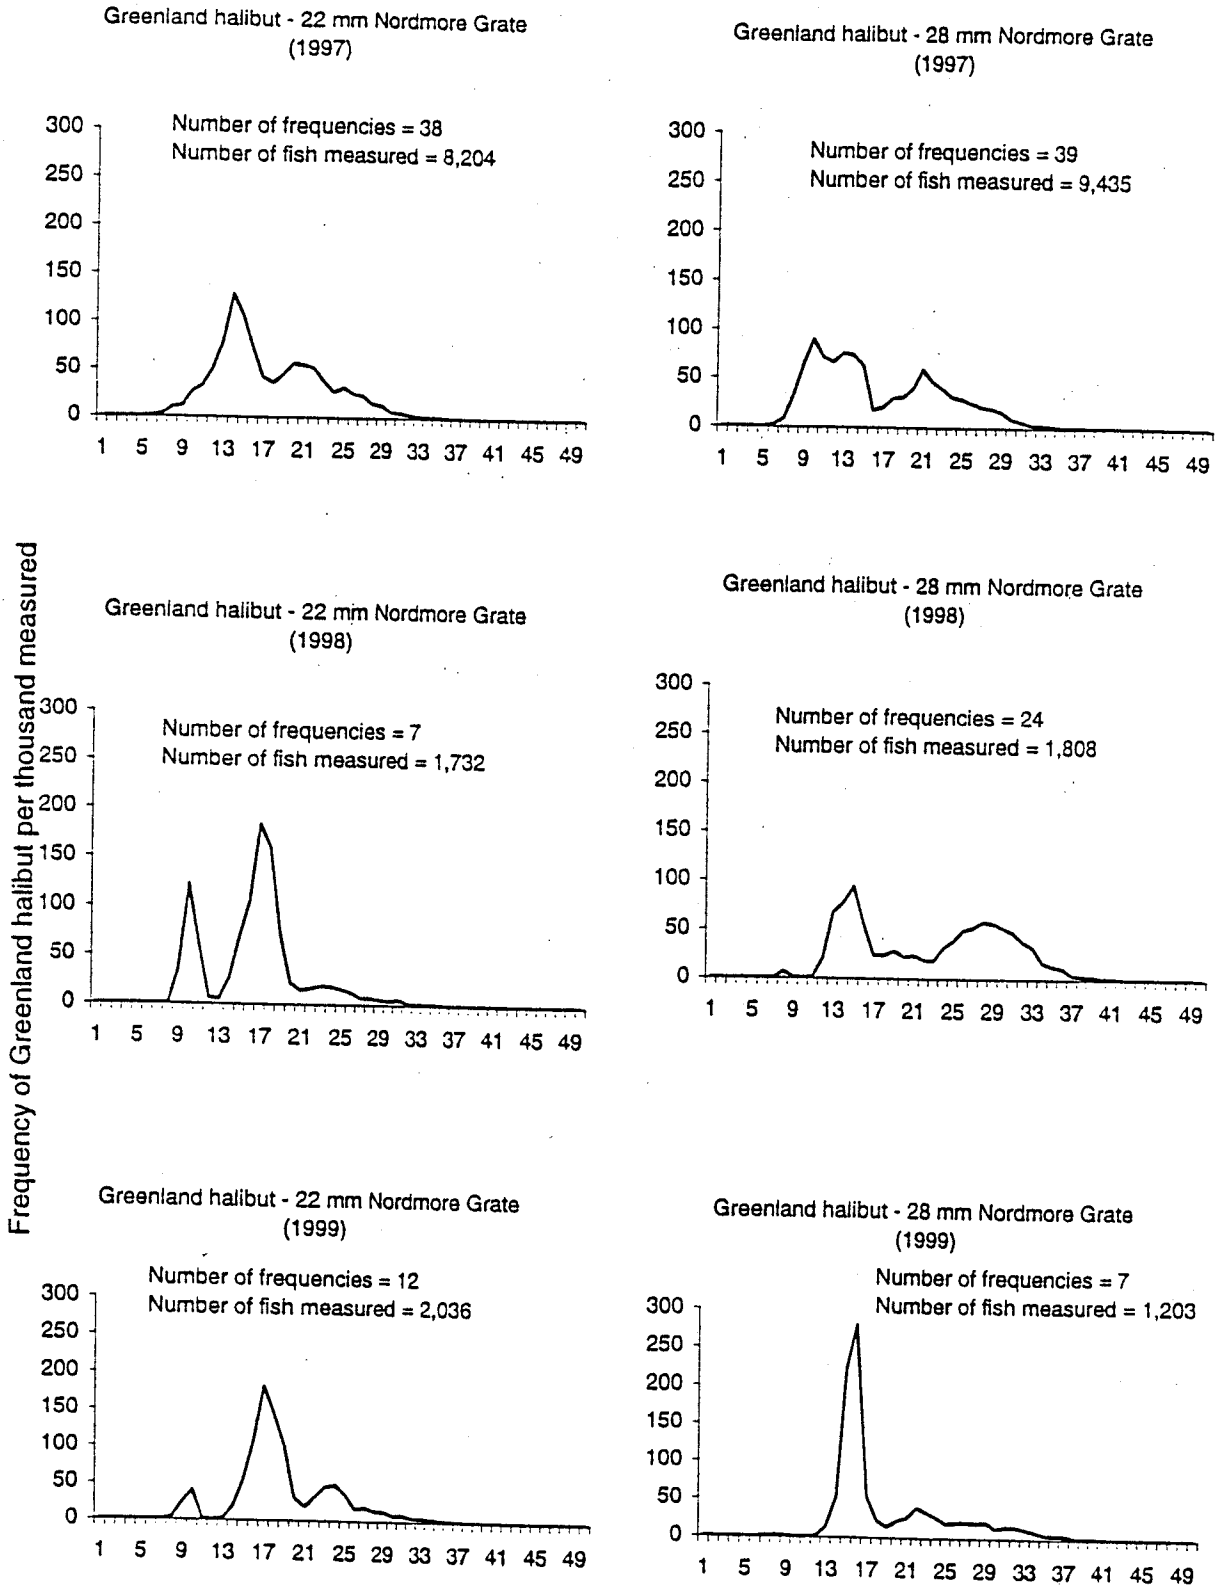 Greenland halibut - 22 mm Nordmore Grate
(1997)
Number of frequencies = 38
Number of fish measured = 8,204
300
250
200
150
100
50
0
1 5 9 13 17 21 25 29 33 37 41 45 49
Greenland halibut - 28 mm Nordmore Grate
(1997)
Number of frequencies = 39
Number of fish measured = 9,435
300
250
200
150
100
50
0
1 5 9 13 17 21 25 29 33 37 41 45 49
Frequency of Greenland halibut per thousand measured
Greenland halibut - 22 mm Nordmore Grate
(1998)
Number of frequencies = 7
Number of fish measured = 1,732
300
250
200
150
100
50
0
1 5 9 13 17 21 25 29 33 37 41 45 49
Greenland halibut - 28 mm Nordmore Grate
(1998)
Number of frequencies = 24
Number of fish measured = 1,808
300
250
200
150
100
50
0
1 5 9 13 17 21 25 29 33 37 41 45 49
Greenland halibut - 22 mm Nordmore Grate
(1999)
Number of frequencies = 12
Number of fish measured = 2,036
300
250
200
150
100
50
0
1 5 9 13 17 21 25 29 33 37 41 45 49
Greenland halibut - 28 mm Nordmore Grate
(1999)
Number of frequencies = 7
Number of fish measured = 1,203
300
250
200
150
100
50
0
1 5 9 13 17 21 25 29 33 37 41 45 49